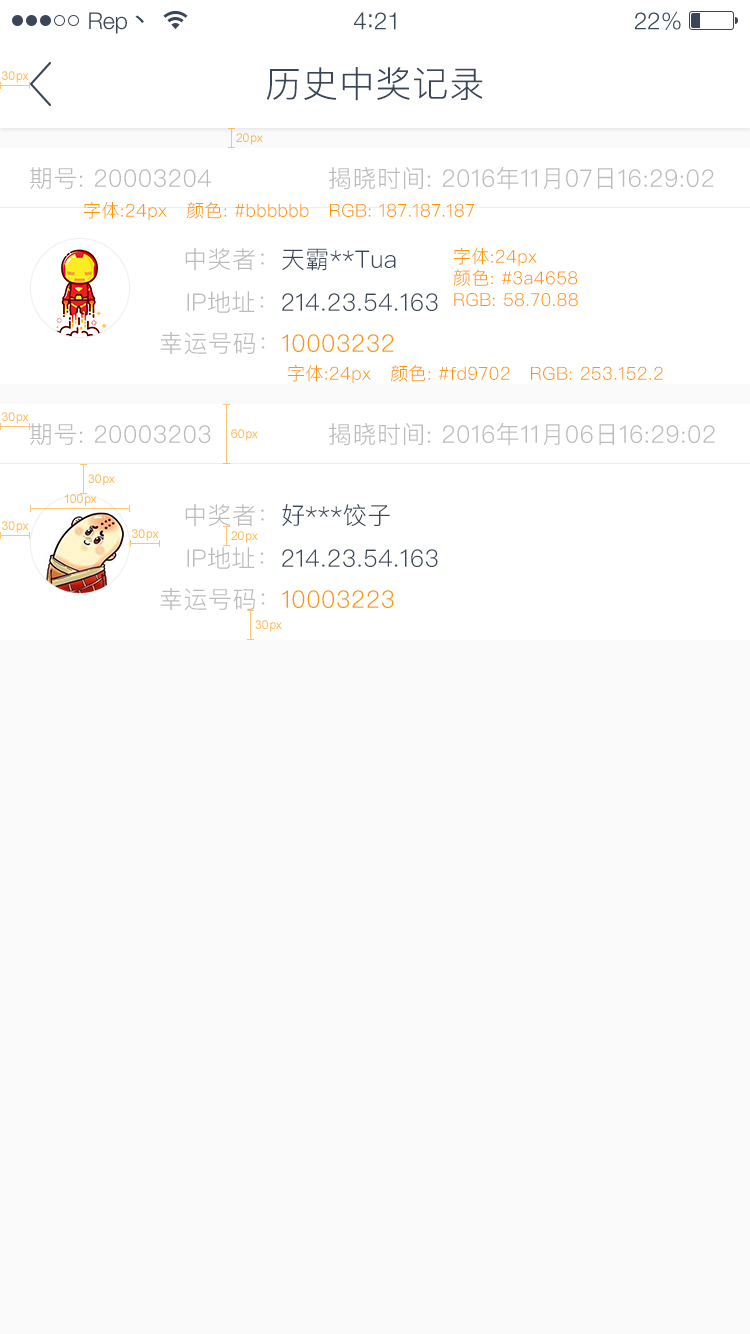 Rep 4:21 22%
30px
历史中奖记录
20px
期号: 20003204 揭晓时间: 2016年11月07日16:29:02
字体:24px 颜色: #bbbbbb RGB: 187.187.187
中奖者: 天霸**Tua
字体:24px
颜色: #3a4658
RGB: 58.70.88
IP地址: 214.23.54.163
幸运号码: 10003232
字体:24px 颜色: #fd9702 RGB: 253.152.2
30px
期号: 20003203 60px 揭晓时间: 2016年11月06日16:29:02
30px
100px
中奖者: 好***饺子
30px 30px 20px
IP地址: 214.23.54.163
幸运号码: 10003223
30px